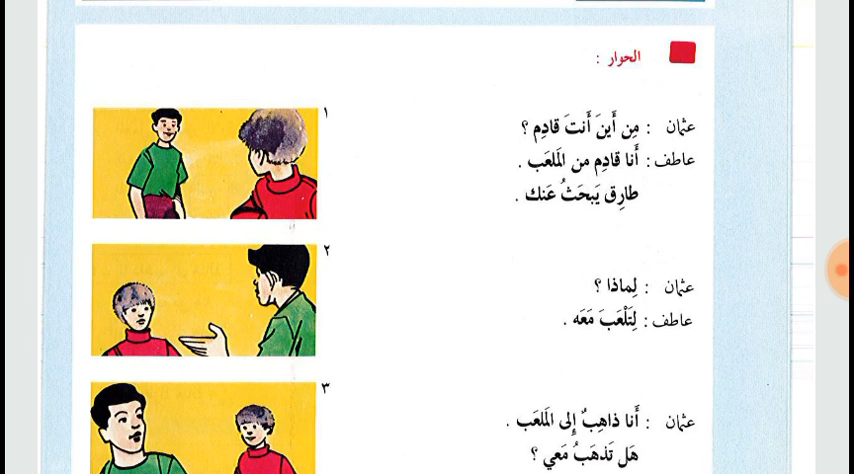 الحوار :
١
عثمان : مِن أَينَ أَنتَ قادِم ؟
عاطف : أَنا قادِم من المَلعَب .
طارِق يَبحَثُ عَنك .
٢
عثمان : لِماذا ؟
عاطف : لِتَلْعَبَ مَعَه .
٣
عثمان : أَنا ذاهِبٌ إِلى المَلعَب .
هَل تَذهَبُ مَعي ؟